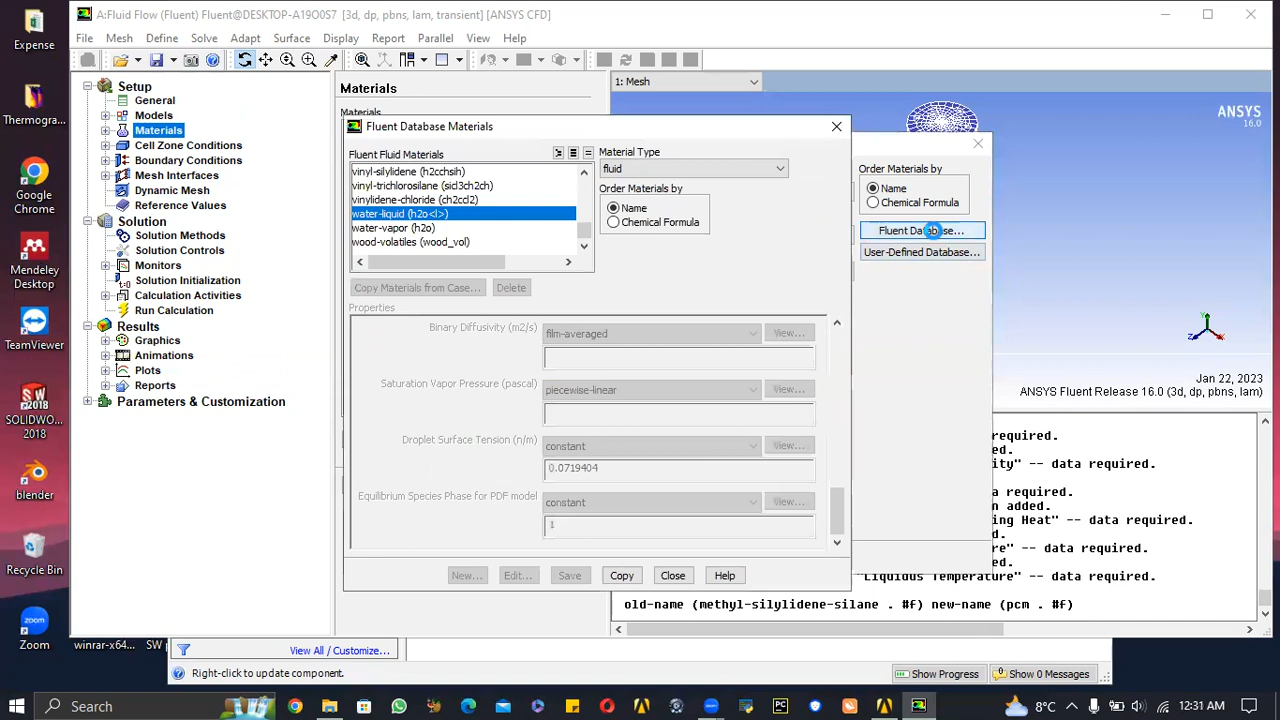 Expense
Thermogra...
Google
Chrome
Mendeley
Desktop
TeamViewer
SOLIDWO...
2018
blender
Recycle Bin
Zoom
winrar-x64...
SW p
A:Fluid Flow (Fluent) Fluent@DESKTOP-A19O0S7 [3d, dp, pbns, lam, transient] [ANSYS CFD]
File Mesh Define Solve Adapt Surface Display Report Parallel View Help
Setup
General
Models
Materials
Cell Zone Conditions
Boundary Conditions
Mesh Interfaces
Dynamic Mesh
Reference Values
Solution
Solution Methods
Solution Controls
Monitors
Solution Initialization
Calculation Activities
Run Calculation
Results
Graphics
Animations
Plots
Reports
Parameters & Customization
Materials
Materials
1: Mesh
ANSYS
16.0
Fluent Database Materials
Fluent Fluid Materials
vinyl-silylidene (h2cchsih)
vinyl-trichlorosilane (sicl3ch2ch)
vinylidene-chloride (ch2ccl2)
water-liquid (h2o<l>)
water-vapor (h2o)
wood-volatiles (wood_vol)
Material Type
fluid
Order Materials by
Name
Chemical Formula
Copy Materials from Case... Delete
Properties
Binary Diffusivity (m2/s) film-averaged View...
Saturation Vapor Pressure (pascal) piecewise-linear View...
Droplet Surface Tension (n/m) constant View...
0.0719404
Equilibrium Species Phase for PDF model constant View...
1
New... Edit... Save Copy Close Help
Order Materials by
Name
Chemical Formula
Fluent Database...
User-Defined Database...
Jan 22, 2023
ANSYS Fluent Release 16.0 (3d, dp, pbns, lam)
required.
d.
ity" -- data required.
ta required.
n added.
ng Heat" -- data required.
ed.
re" -- data required.
ed.
"Liquidus Temperature" -- data required.
old-name (methyl-silylidene-silane . #f) new-name (pcm . #f)
View All / Customize...
Right-click to update component.
Show Progress
Show 0 Messages
Search
8°C
12:31 AM